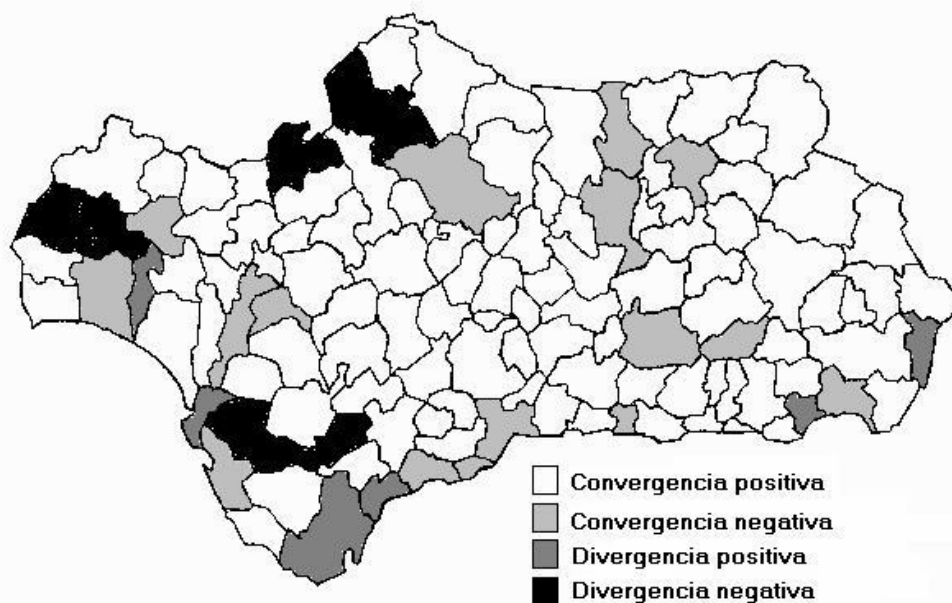 Convergencia positiva
Convergencia negativa
Divergencia positiva
Divergencia negativa